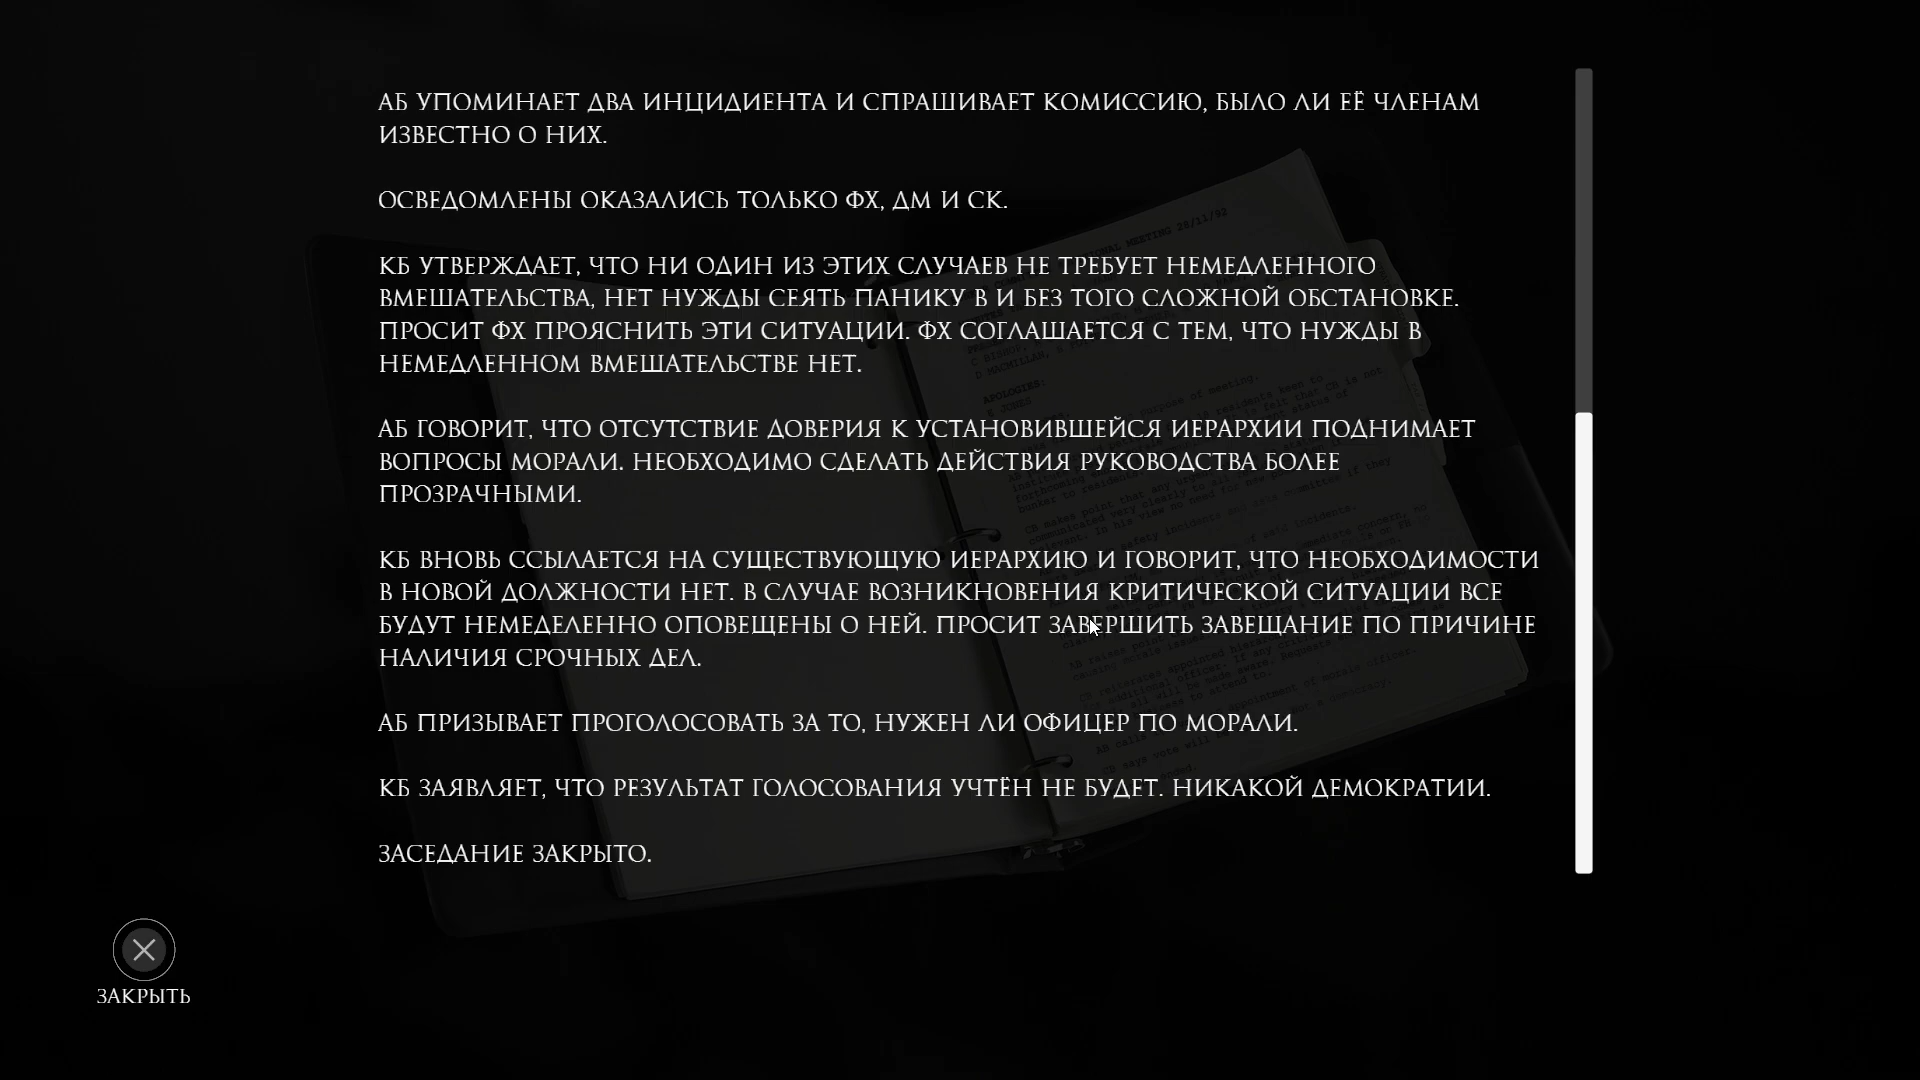 АБ УПОМИНАЕТ ДВА ИНЦИДИЕНТА И СПРАШИВАЕТ КОМИССИЮ, БЫЛО ЛИ ЕЁ ЧЛЕНАМ
ИЗВЕСТНО О НИХ.
ОСВЕДОМЛЕНЫ ОКАЗАЛИСЬ ТОЛЬКО ФХ, ДМ И СК.
КБ УТВЕРЖДАЕТ, ЧТО НИ ОДИН ИЗ ЭТИХ СЛУЧАЕВ НЕ ТРЕБУЕТ НЕМЕДЛЕННОГО
ВМЕШАТЕЛЬСТВА, НЕТ НУЖДЫ СЕЯТЬ ПАНИКУ В И БЕЗ ТОГО СЛОЖНОЙ ОБСТАНОВКЕ.
ПРОСИТ ФХ ПРОЯСНИТЬ ЭТИ СИТУАЦИИ. ФХ СОГЛАШАЕТСЯ С ТЕМ, ЧТО НУЖДЫ В
НЕМЕДЛЕННОМ ВМЕШАТЕЛЬСТВЕ НЕТ.
АБ ГОВОРИТ, ЧТО ОТСУТСТВИЕ ДОВЕРИЯ К УСТАНОВИВШЕЙСЯ ИЕРАРХИИ ПОДНИМАЕТ
ВОПРОСЫ МОРАЛИ. НЕОБХОДИМО СДЕЛАТЬ ДЕЙСТВИЯ РУКОВОДСТВА БОЛЕЕ
ПРОЗРАЧНЫМИ.
КБ ВНОВЬ ССЫЛАЕТСЯ НА СУЩЕСТВУЮЩУЮ ИЕРАРХИЮ И ГОВОРИТ, ЧТО НЕОБХОДИМОСТИ
В НОВОЙ ДОЛЖНОСТИ НЕТ. В СЛУЧАЕ ВОЗНИКНОВЕНИЯ КРИТИЧЕСКОЙ СИТУАЦИИ ВСЕ
БУДУТ НЕМЕДЕЛЕННО ОПОВЕЩЕНЫ О НЕЙ. ПРОСИТ ЗАВЕРШИТЬ ЗАВЕЩАНИЕ ПО ПРИЧИНЕ
НАЛИЧИЯ СРОЧНЫХ ДЕЛ.
АБ ПРИЗЫВАЕТ ПРОГОЛОСОВАТЬ ЗА ТО, НУЖЕН ЛИ ОФИЦЕР ПО МОРАЛИ.
КБ ЗАЯВЛЯЕТ, ЧТО РЕЗУЛЬТАТ ГОЛОСОВАНИЯ УЧТЁН НЕ БУДЕТ. НИКАКОЙ ДЕМОКРАТИИ.
ЗАСЕДАНИЕ ЗАКРЫТО.
ЗАКРЫТЬ